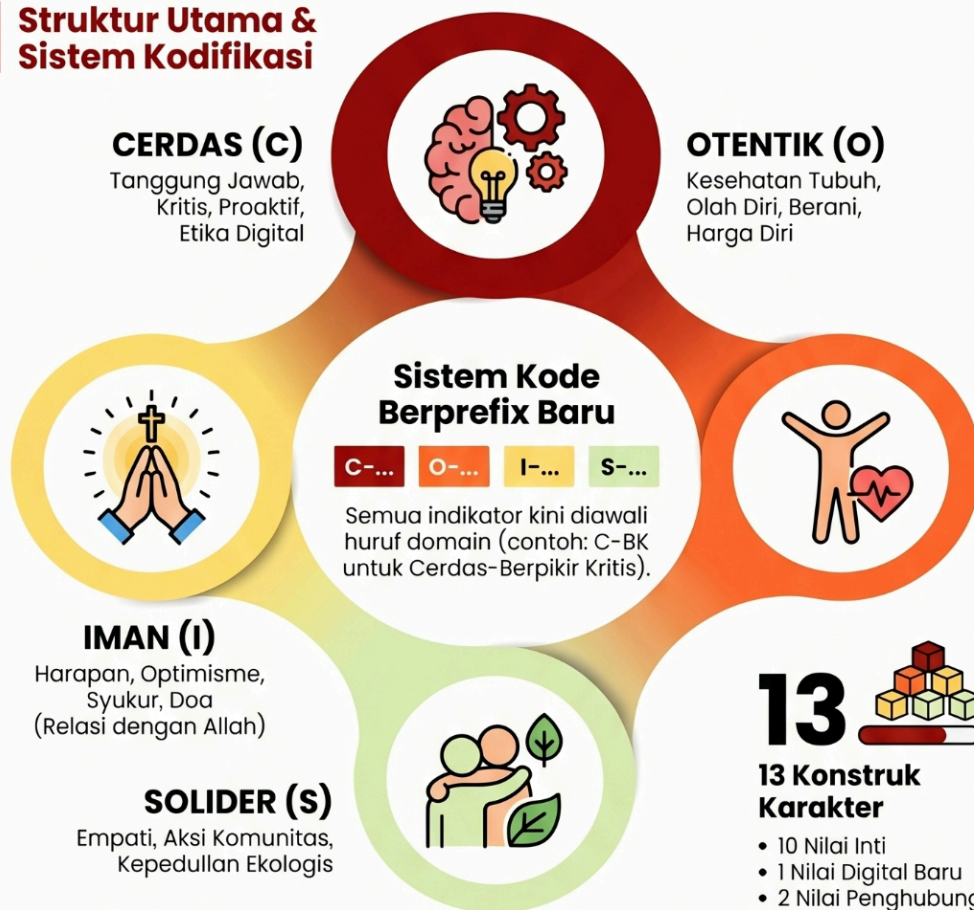 Struktur Utama &
Sistem Kodifikasi
CERDAS (C)
Tanggung Jawab,
Kritis, Proaktif,
Etika Digital
OTENTIK (O)
Kesehatan Tubuh,
Olah Diri, Berani,
Harga Diri
Sistem Kode
Berprefix Baru
C-... O-... I-... S-...
Semua indikator kini diawali
huruf domain (contoh: C-BK
untuk Cerdas-Berpikir Kritis).
IMAN (I)
Harapan, Optimisme,
Syukur, Doa
(Relasi dengan Allah)
SOLIDER (S)
Empati, Aksi Komunitas,
Kepedullan Ekologis
13
13 Konstruk
Karakter
• 10 Nilai Inti
• 1 Nilai Digital Baru
• 2 Nilai Penghubung